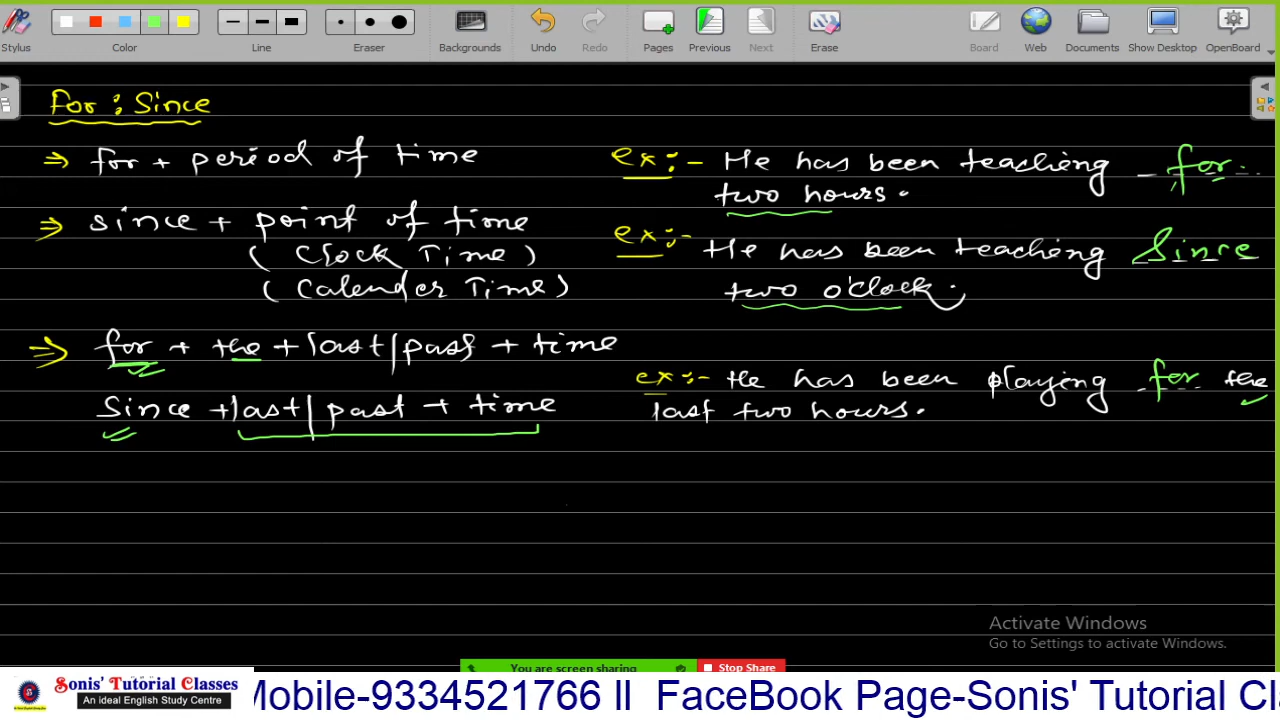 Stylus
Color
Line
Eraser
Backgrounds
Undo
Redo
Pages
Previous
Next
Erase
Board
Web
Documents
Show Desktop
OpenBoard
For : Since
⇒ for + period of time
ex:- He has been teaching - for -
two hours.
⇒ since + point of time
( Clock Time )
( Calender Time )
ex:- He has been teaching Since
two o'clock.
⇒ for + the + last/past + time
Since + last/past + time
ex:- He has been playing for the
last two hours.
Activate Windows
Go to Settings to activate Windows.
You are screen sharing
Stop Share
Sonis' Tutorial Classes
An ideal English Study Centre
Mobile-9334521766 ll FaceBook Page-Sonis' Tutorial Cl